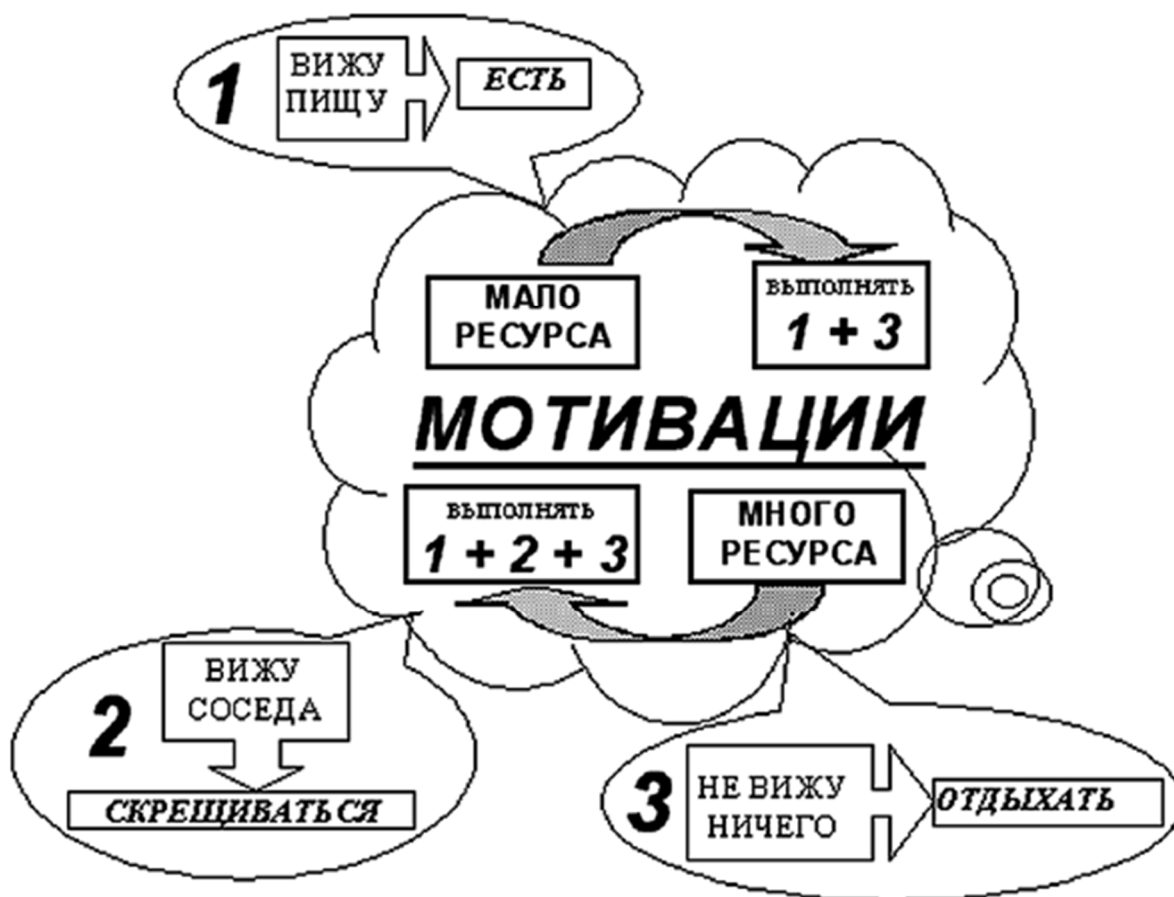 1
ВИЖУ
ПИЩУ
ЕСТЬ
МАЛО
РЕСУРСА
ВЫПОЛНЯТЬ
1 + 3
МОТИВАЦИИ
ВЫПОЛНЯТЬ
1 + 2 + 3
МНОГО
РЕСУРСА
2
ВИЖУ
СОСЕДА
СКРЕЩИВАТЬСЯ
3
НЕ ВИЖУ
НИЧЕГО
ОТДЫХАТЬ